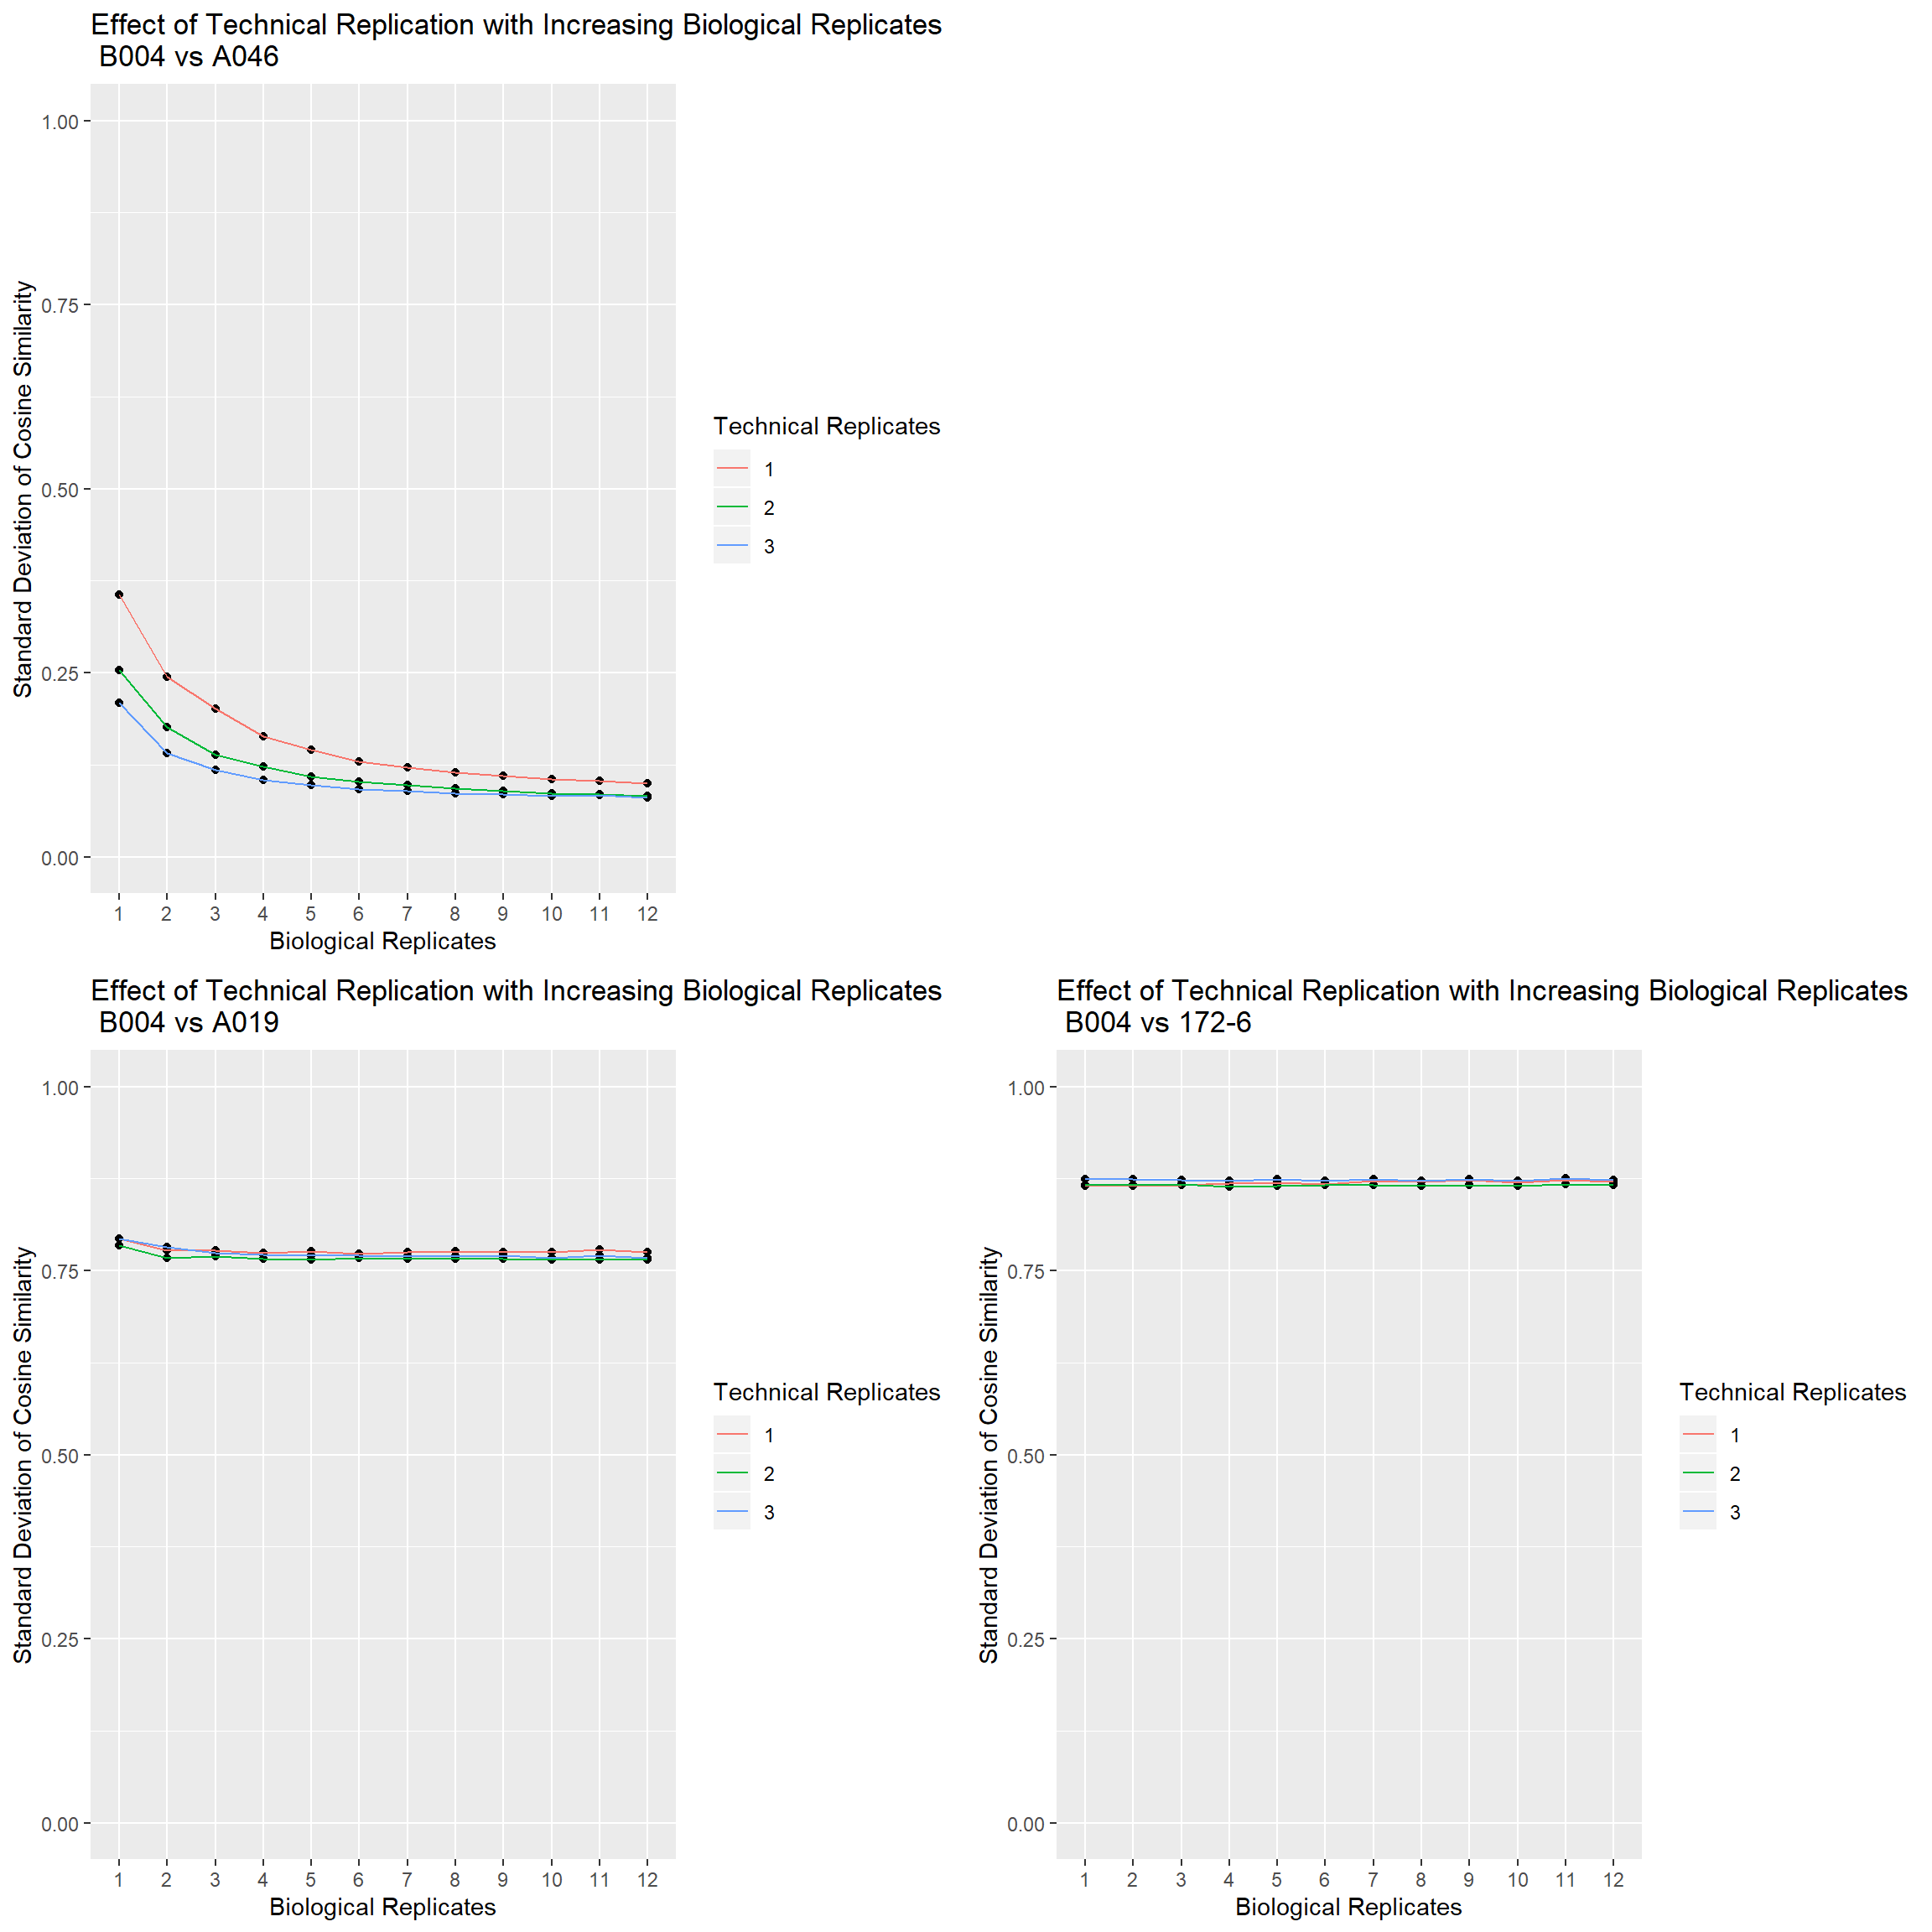 Effect of Technical Replication with Increasing Biological Replicates
B004 vs A046
1.00
0.75
0.50
0.25
0.00
Standard Deviation of Cosine Similarity
1 2 3 4 5 6 7 8 9 10 11 12
Biological Replicates
Technical Replicates
1
2
3
Effect of Technical Replication with Increasing Biological Replicates
B004 vs A019
1.00
0.75
0.50
0.25
0.00
Standard Deviation of Cosine Similarity
1 2 3 4 5 6 7 8 9 10 11 12
Biological Replicates
Technical Replicates
1
2
3
Effect of Technical Replication with Increasing Biological Replicates
B004 vs 172-6
1.00
0.75
0.50
0.25
0.00
Standard Deviation of Cosine Similarity
1 2 3 4 5 6 7 8 9 10 11 12
Biological Replicates
Technical Replicates
1
2
3